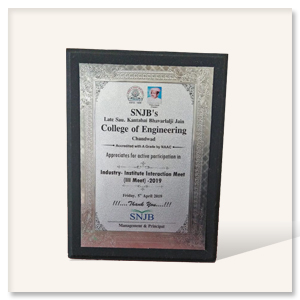 SNJB's
Late Sau. Kantabai Bhavarlalji Jain
College of Engineering
Chandwad
Accredited with A Grade by NAAC
Appreciates for active participation in
Industry- Institute Interaction Meet
(III Meet) -2019
Friday, 5th April 2019
!!!....Thank You....!!!
SNJB
Management & Principal